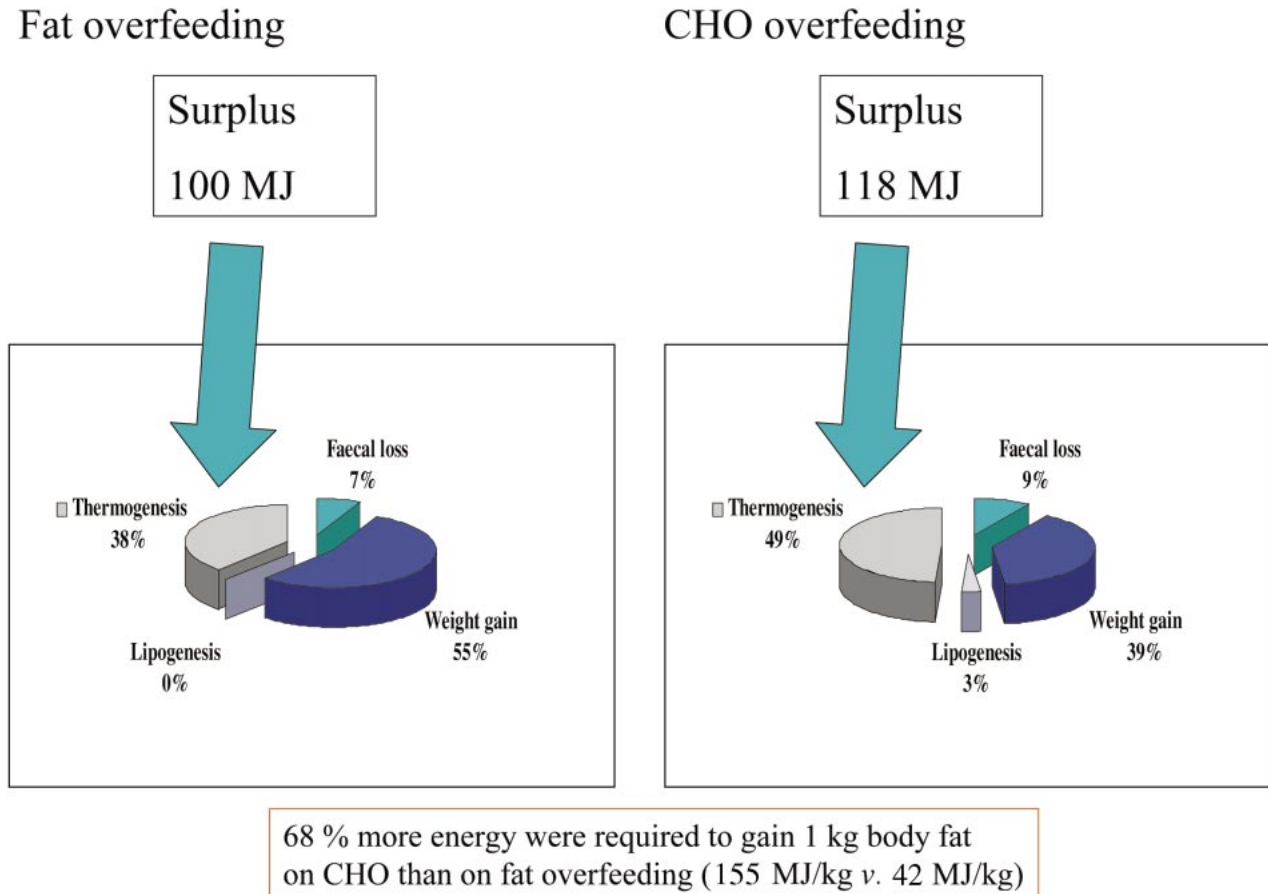 Fat overfeeding
CHO overfeeding
Surplus
100 MJ
Surplus
118 MJ
Faecal loss
7%
Thermogenesis
38%
Weight gain
55%
Lipogenesis
0%
Faecal loss
9%
Thermogenesis
49%
Weight gain
39%
Lipogenesis
3%
68 % more energy were required to gain 1 kg body fat
on CHO than on fat overfeeding (155 MJ/kg v. 42 MJ/kg)